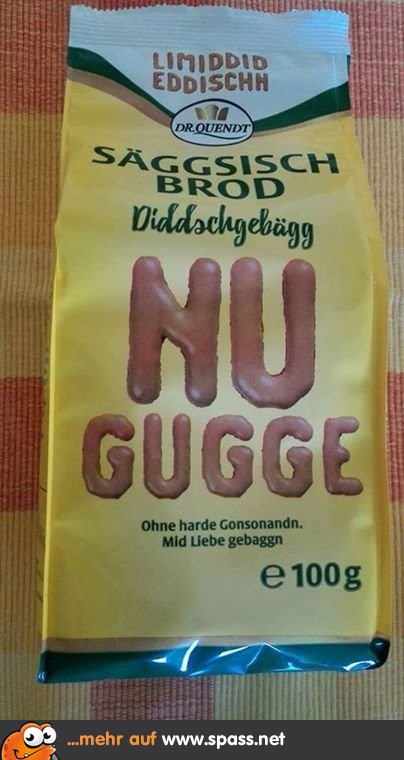 LIMIDDID
EDDISCHN
DR.QUENDT
SÄGGSISCH
BROD
Diddschgebägg
NU
GUGGE
Ohne harde Gonsonandn.
Mid Liebe gebaggn
e 100g
...mehr auf www.spass.net